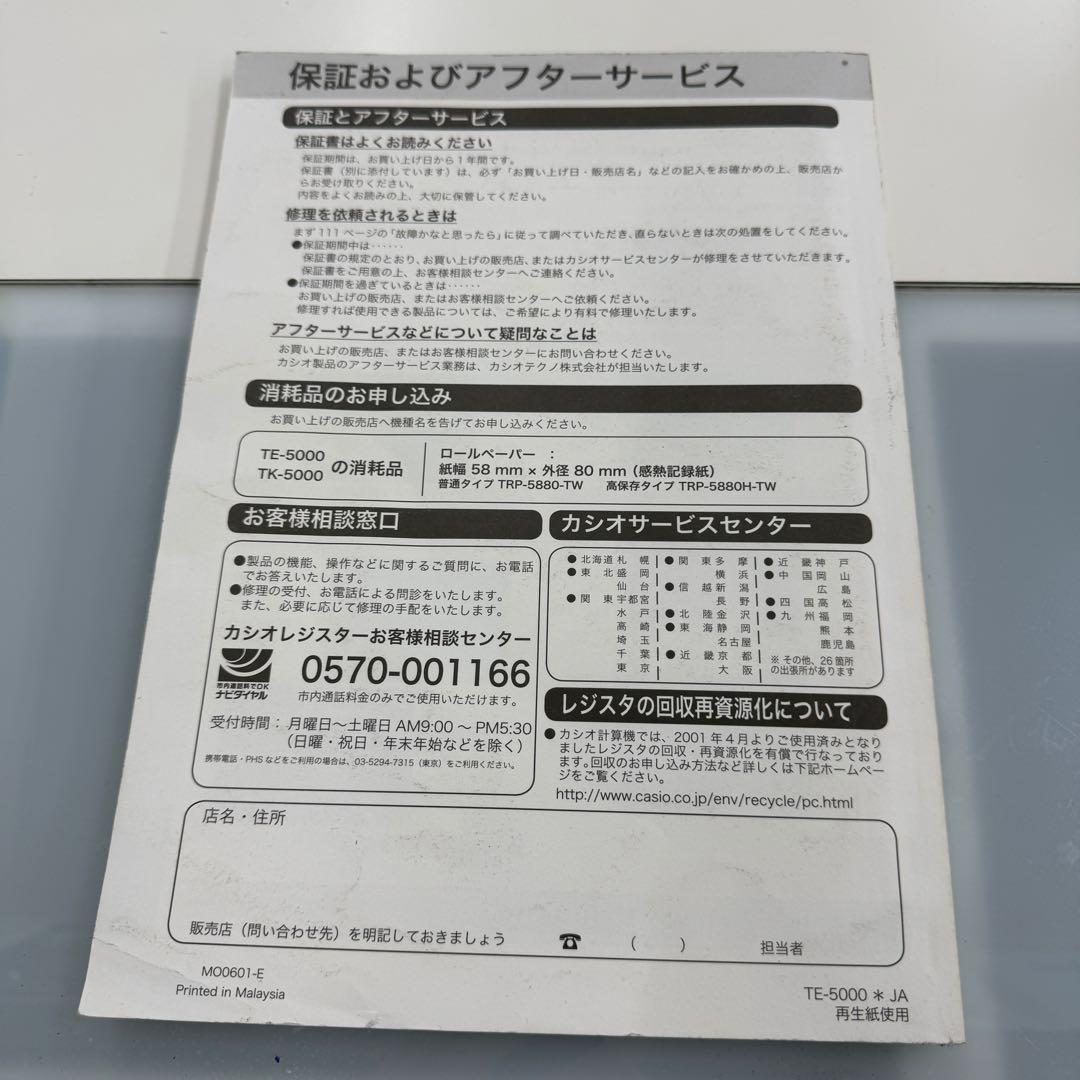 保証およびアフターサービス
保証とアフターサービス
保証書はよくお読みください
保証期間は、お買い上げ日から1年間です。
保証書（別に添付しています）は、必ず「お買い上げ日・販売店名」などの記入をお確かめの上、販売店か
らお受け取りください。
内容をよくお読みの上、大切に保管してください。
修理を依頼されるときは
まず111ページの「故障かなと思ったら」に従って調べていただき、直らないときは次の処置をしてください。
●保証期間中は‥‥‥
保証書の規定のとおり、お買い上げの販売店、またはカシオサービスセンターが修理をさせていただきます。
保証書をご用意の上、お客様相談センターへご連絡ください。
●保証期間を過ぎているときは‥‥‥
お買い上げの販売店、またはお客様相談センターへご依頼ください。
修理すれば使用できる製品については、ご希望により有料で修理いたします。
アフターサービスなどについて疑問なことは
お買い上げの販売店、またはお客様相談センターにお問い合わせください。
カシオ製品のアフターサービス業務は、カシオテクノ株式会社が担当いたします。
消耗品のお申し込み
お買い上げの販売店へ機種名を告げてお申し込みください。
TE-5000
TK-5000 の消耗品
ロールペーパー ：
紙幅 58 mm × 外径 80 mm（感熱記録紙）
普通タイプ TRP-5880-TW 高保存タイプ TRP-5880H-TW
お客様相談窓口
●製品の機能、操作などに関するご質問に、お電話
でお答えいたします。
●修理の受付、お電話による問診をいたします。
また、必要に応じて修理の手配をいたします。
カシオレジスターお客様相談センター
市内通話料でOK
ナビダイヤル
0570-001166
市内通話料金のみでご使用いただけます。
受付時間：月曜日〜土曜日 AM9:00 〜 PM5:30
（日曜・祝日・年末年始などを除く）
携帯電話・PHS などをご利用の場合は、03-5294-7315（東京）をご利用ください。
カシオサービスセンター
●北海道 札幌
●東北 盛岡
仙台
●関東 宇都宮
水戸
高崎
埼玉
千葉
東京
●関東 多摩
横浜
●信越 新潟
長野
●北陸 金沢
●東海 静岡
名古屋
●近畿 京都
大阪
●近畿 神戸
●中国 岡山
広島
●四国 高松
●九州 福岡
熊本
鹿児島
※ その他、26箇所
の出張所があります
レジスタの回収再資源化について
●カシオ計算機では、2001年4月よりご使用済みとなり
ましたレジスタの回収・再資源化を有償で行なっており
ます。回収のお申し込み方法など詳しくは下記ホームペー
ジをご覧ください。
http://www.casio.co.jp/env/recycle/pc.html
店名・住所
販売店（問い合わせ先）を明記しておきましょう ☎ （ ） 担当者
MO0601-E
Printed in Malaysia
TE-5000 ＊ JA
再生紙使用